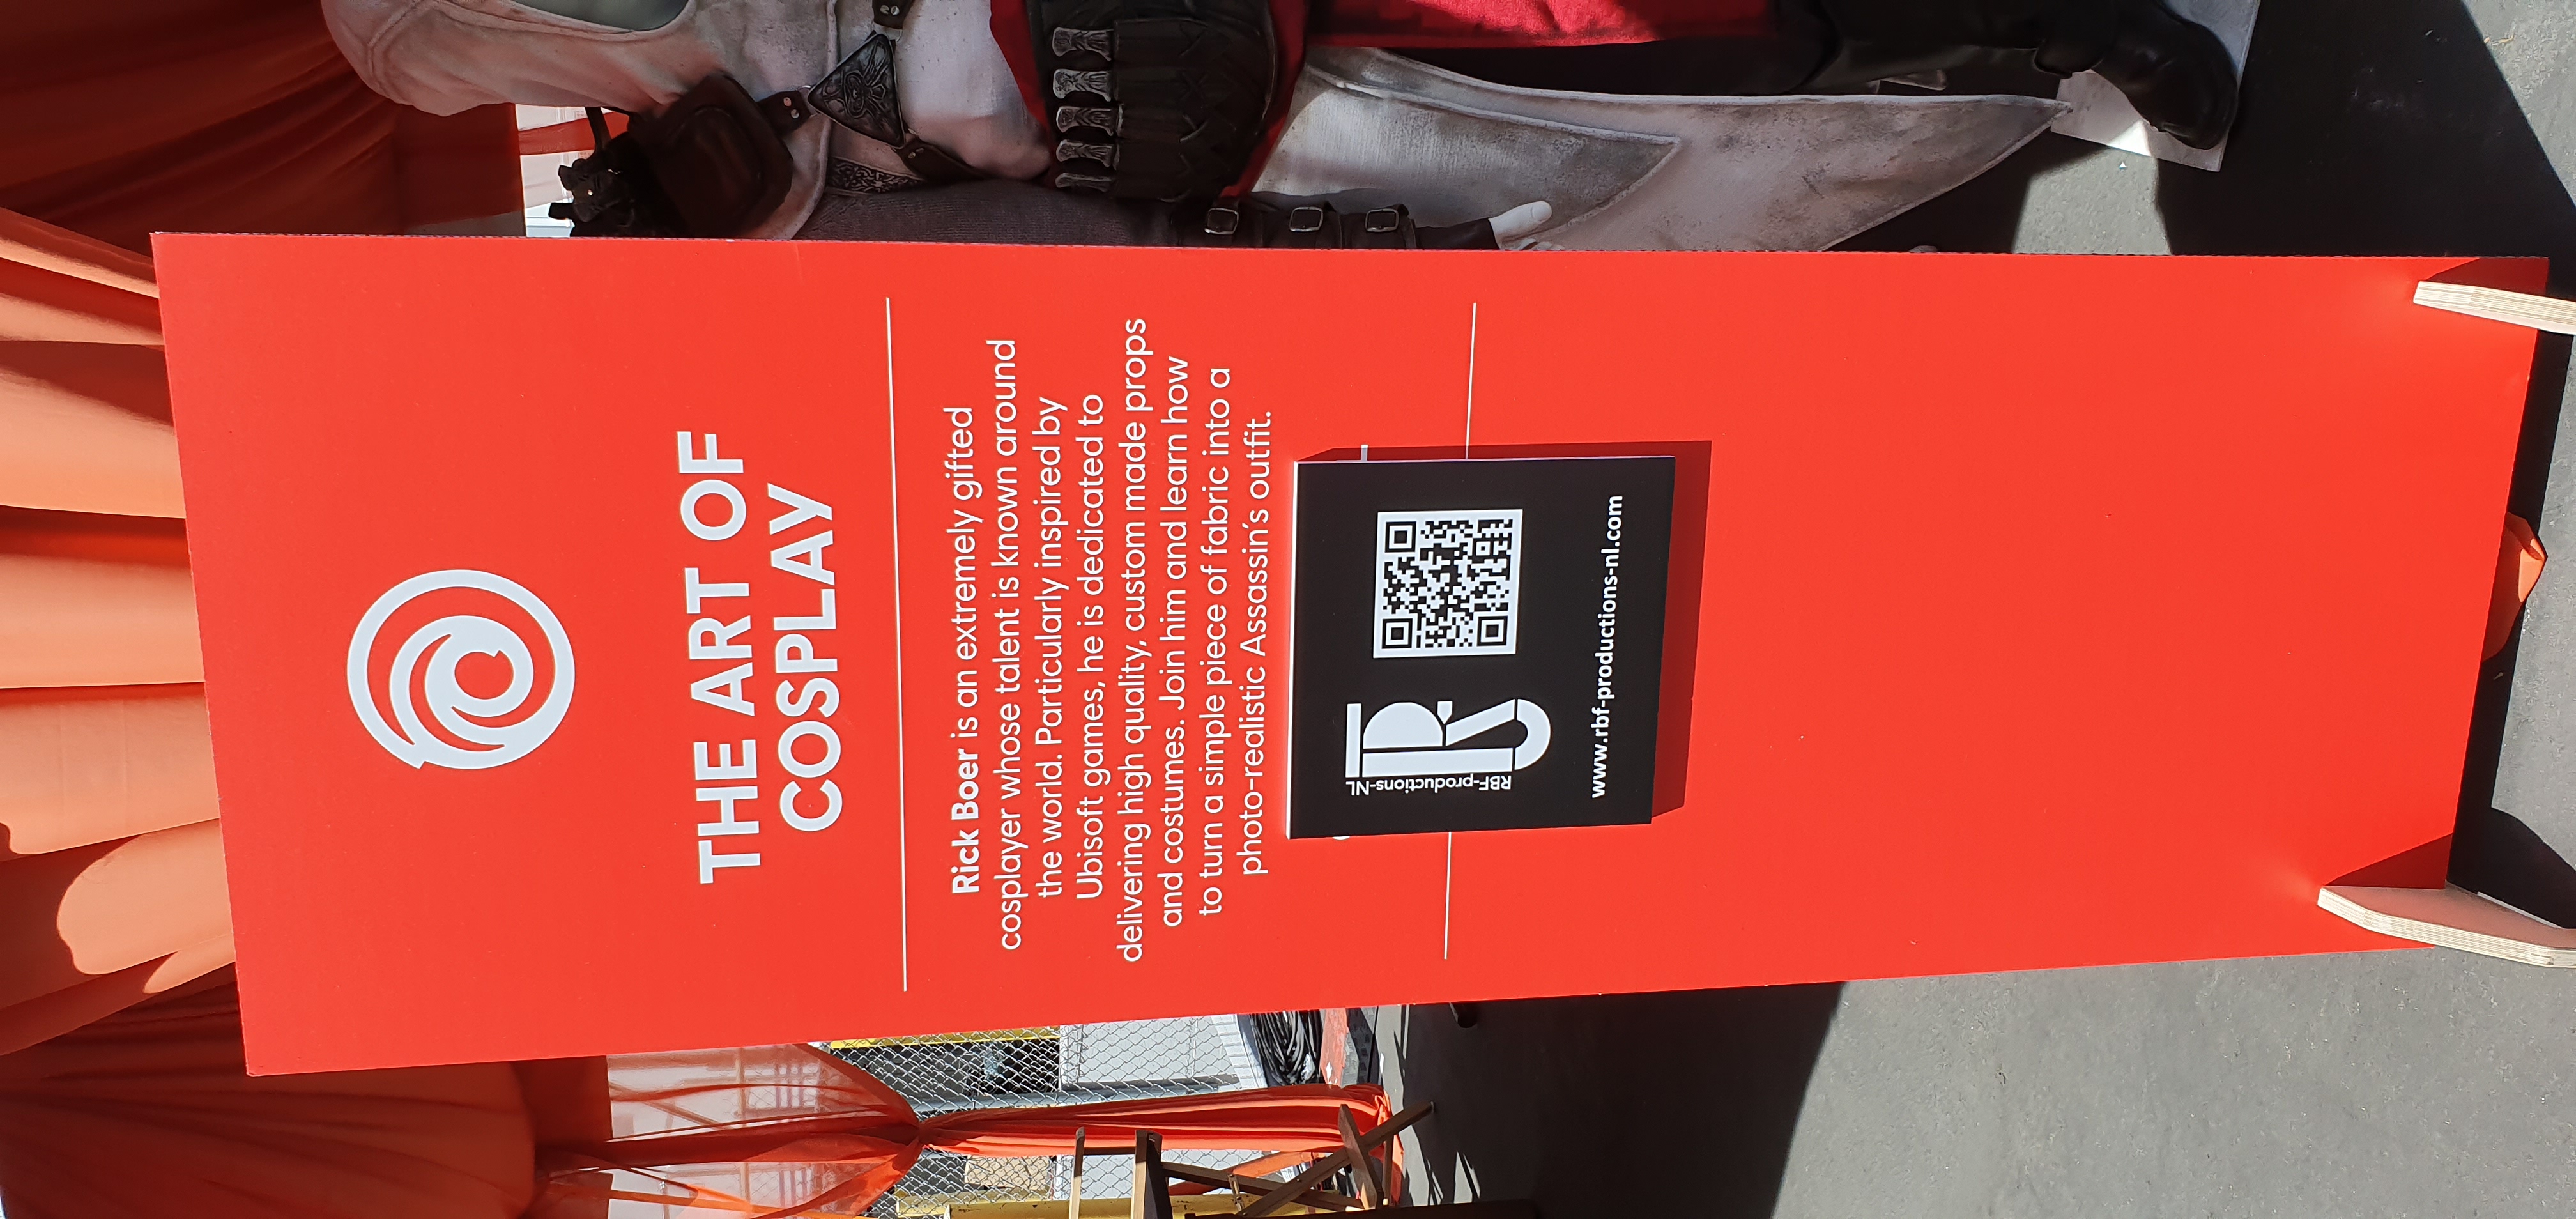 THE ART OF
COSPLAY
Rick Boer is an extremely gifted
cosplayer whose talent is known around
the world. Particularly inspired by
Ubisoft games, he is dedicated to
delivering high quality, custom made props
and costumes. Join him and learn how
to turn a simple piece of fabric into a
photo-realistic Assassin's outfit.
RBF-productions-NL
www.rbf-productions-nl.com